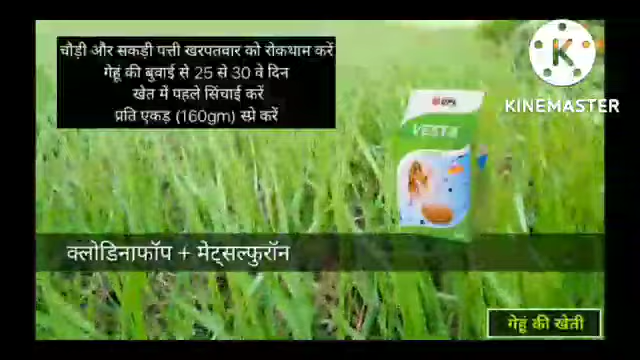 चौड़ी और सकड़ी पत्ती खरपतवार को रोकथाम करें
गेहूं की बुवाई से 25 से 30 वे दिन
खेत में पहले सिंचाई करें
प्रति एकड़ (160gm) स्प्रे करें
KINEMASTER
VESTA
क्लोडिनाफॉप + मेट्सल्फुरॉन
गेहूं की खेती